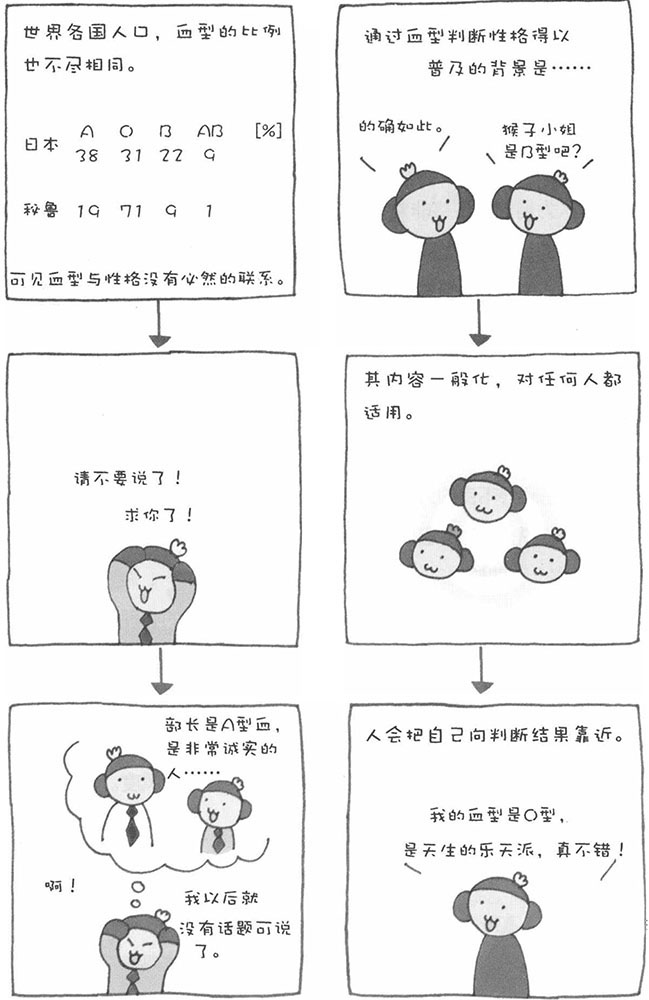 通过血型判断性格得以
普及的背景是……
的确如此。
猴子小姐
是B型吧？
其内容一般化，对任何人都
适用。
人会把自己向判断结果靠近。
我的血型是O型，
是天生的乐天派，真不错！
世界各国人口，血型的比例
也不尽相同。
A O B AB [%]
日本 38 31 22 9
秘鲁 19 71 9 1
可见血型与性格没有必然的联系。
请不要说了！
求你了！
部长是A型血，
是非常诚实的
人……
啊！
我以后就
没有话题可说
了。